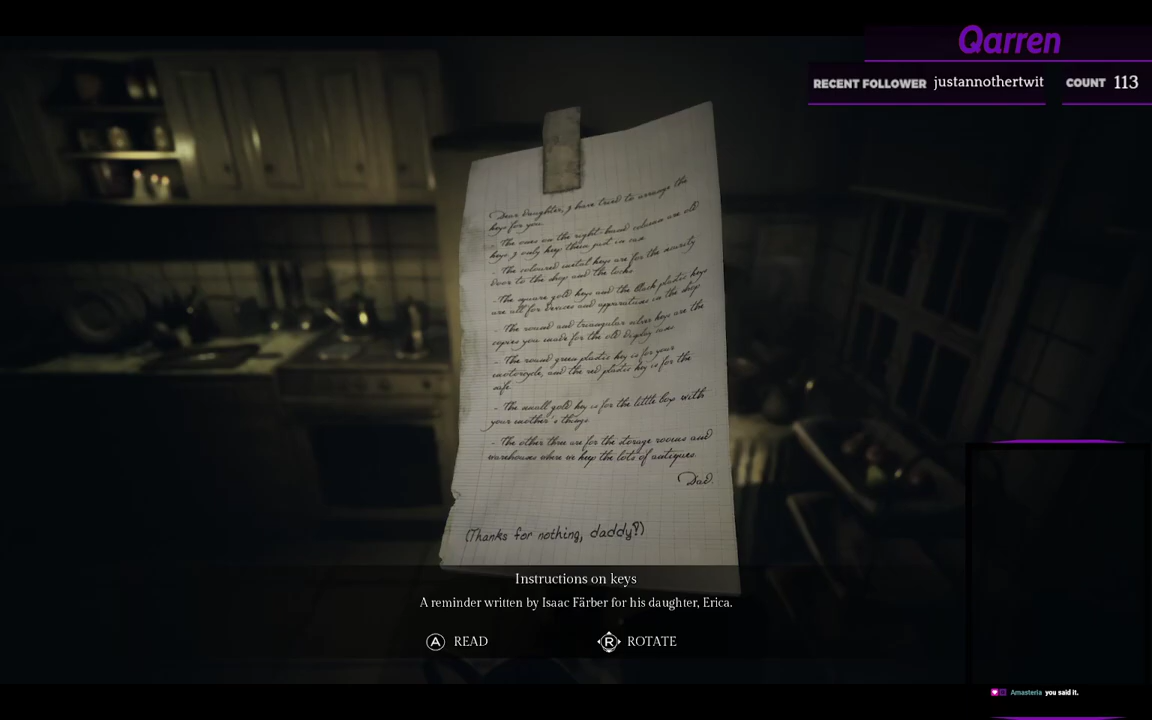 Qarren
RECENT FOLLOWER justannothertwit COUNT 113
Dear daughter, I have tried to arrange the
keys for you.
- The ones on the right-hand column are old
keys I only keep them just in case
- The coloured metal keys are for the security
door to the shop and the locks
- The square gold keys and the black plastic keys
are all for devices and apparatuses in the shop
- The round and triangular silver keys are the
copies you made for the old display cases
- The round green plastic key is for your
motorcycle, and the red plastic key is for the
safe
- The small gold key is for the little box with
your mother's things
- The other three are for the storage rooms and
warehouses where we keep the lots of antiques.
Dad.
(Thanks for nothing, daddy!)
Instructions on keys
A reminder written by Isaac Färber for his daughter, Erica.
A READ R ROTATE
Amasteria you said it.